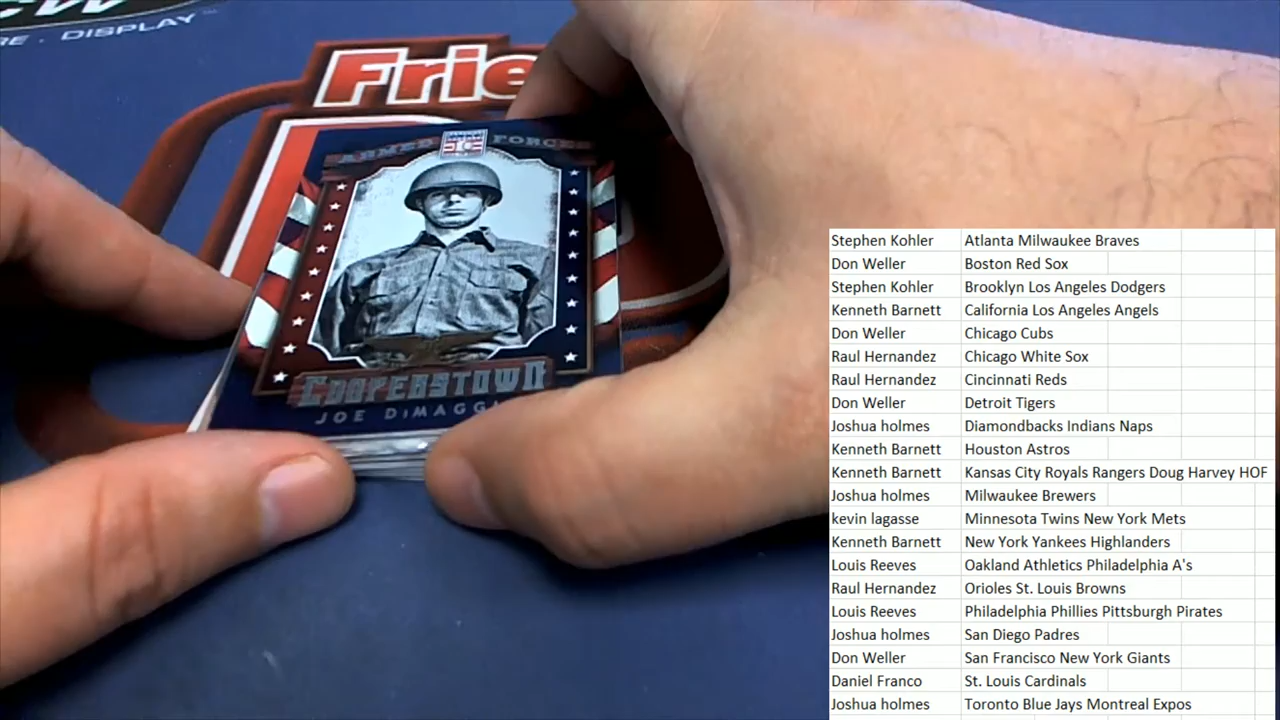 RE . DISPLAY
Frie
ARMED FORCES
COOPERSTOWN
JOE DiMAGG
Stephen Kohler Atlanta Milwaukee Braves
Don Weller Boston Red Sox
Stephen Kohler Brooklyn Los Angeles Dodgers
Kenneth Barnett California Los Angeles Angels
Don Weller Chicago Cubs
Raul Hernandez Chicago White Sox
Raul Hernandez Cincinnati Reds
Don Weller Detroit Tigers
Joshua holmes Diamondbacks Indians Naps
Kenneth Barnett Houston Astros
Kenneth Barnett Kansas City Royals Rangers Doug Harvey HOF
Joshua holmes Milwaukee Brewers
kevin lagasse Minnesota Twins New York Mets
Kenneth Barnett New York Yankees Highlanders
Louis Reeves Oakland Athletics Philadelphia A's
Raul Hernandez Orioles St. Louis Browns
Louis Reeves Philadelphia Phillies Pittsburgh Pirates
Joshua holmes San Diego Padres
Don Weller San Francisco New York Giants
Daniel Franco St. Louis Cardinals
Joshua holmes Toronto Blue Jays Montreal Expos